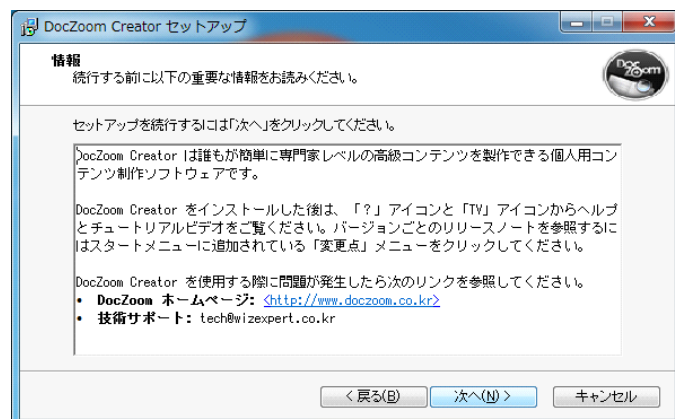 DocZoom Creator セットアップ
情報
続行する前に以下の重要な情報をお読みください。
Doc Zoom
セットアップを続行するには「次へ」をクリックしてください。
DocZoom Creator は誰もが簡単に専門家レベルの高級コンテンツを製作できる個人用コン
テンツ制作ソフトウェアです。
DocZoom Creator をインストールした後は、「？」アイコンと「TV」アイコンからヘルプ
とチュートリアルビデオをご覧ください。バージョンごとのリリースノートを参照するに
はスタートメニューに追加されている「変更点」メニューをクリックしてください。
DocZoom Creator を使用する際に問題が発生したら次のリンクを参照してください。
• DocZoom ホームページ: <http://www.doczoom.co.kr>
• 技術サポート: tech@wizexpert.co.kr
< 戻る(B) 次へ(N) > キャンセル